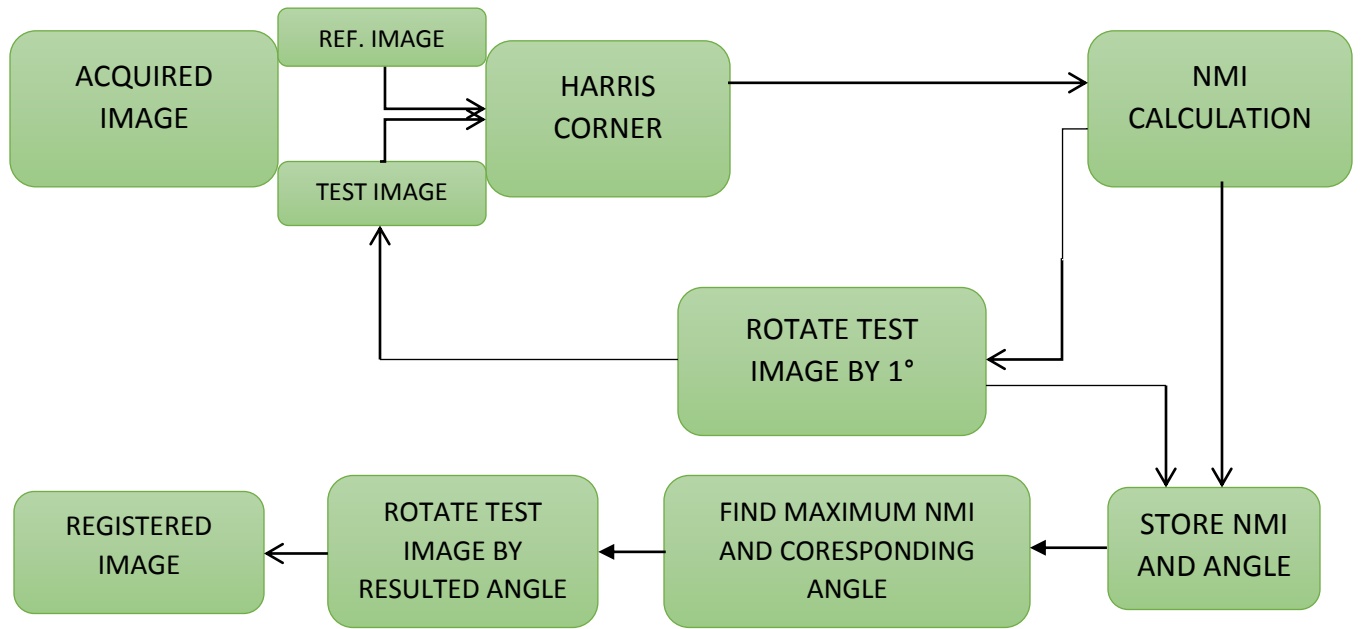 ACQUIRED
IMAGE
REF. IMAGE
TEST IMAGE
HARRIS
CORNER
NMI
CALCULATION
ROTATE TEST
IMAGE BY 1°
STORE NMI
AND ANGLE
FIND MAXIMUM NMI
AND CORESPONDING
ANGLE
ROTATE TEST
IMAGE BY
RESULTED ANGLE
REGISTERED
IMAGE